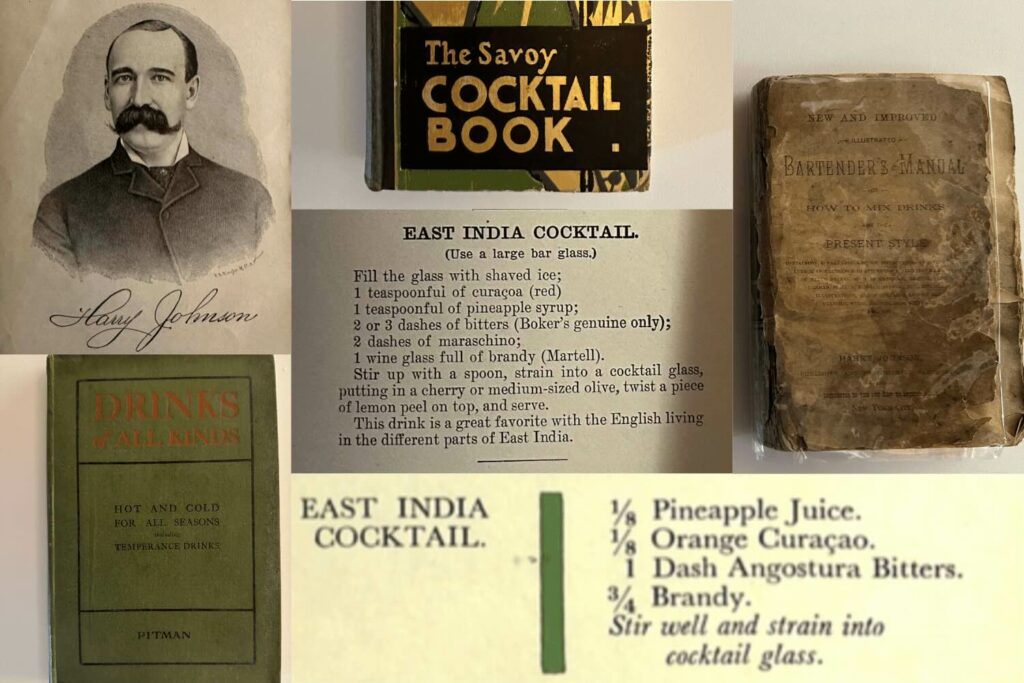 Harry Johnson
The Savoy
COCKTAIL
BOOK .
EAST INDIA COCKTAIL.
(Use a large bar glass.)
Fill the glass with shaved ice;
1 teaspoonful of curaçoa (red)
1 teaspoonful of pineapple syrup;
2 or 3 dashes of bitters (Boker's genuine only);
2 dashes of maraschino;
1 wine glass full of brandy (Martell).
Stir up with a spoon, strain into a cocktail glass,
putting in a cherry or medium-sized olive, twist a piece
of lemon peel on top, and serve.
This drink is a great favorite with the English living
in the different parts of East India.
NEW AND IMPROVED
ILLUSTRATED
BARTENDER'S MANUAL
HOW TO MIX DRINKS
PRESENT STYLE
HARRY JOHNSON,
NEW YORK CITY
DRINKS
of ALL KINDS
HOT AND COLD
FOR ALL SEASONS
including
TEMPERANCE DRINKS
PITMAN
EAST INDIA
COCKTAIL.
1/8 Pineapple Juice.
1/8 Orange Curaçao.
1 Dash Angostura Bitters.
3/4 Brandy.
Stir well and strain into
cocktail glass.